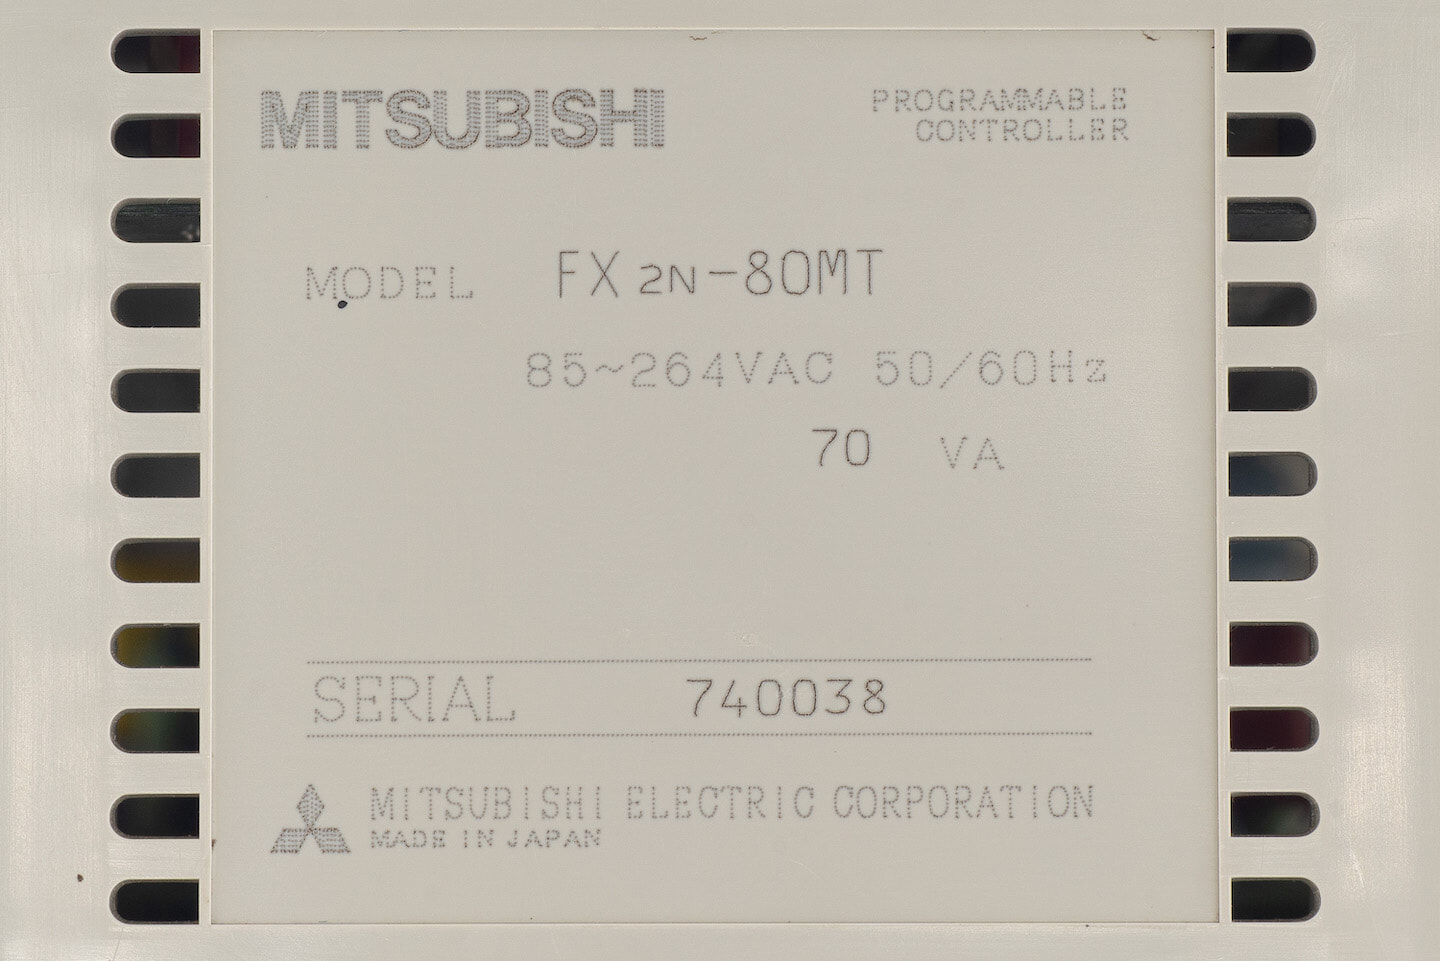 MITSUBISHI
PROGRAMMABLE
CONTROLLER
MODEL FX2N-80MT
85~264VAC 50/60Hz
70 VA
SERIAL 740038
MITSUBISHI ELECTRIC CORPORATION
MADE IN JAPAN